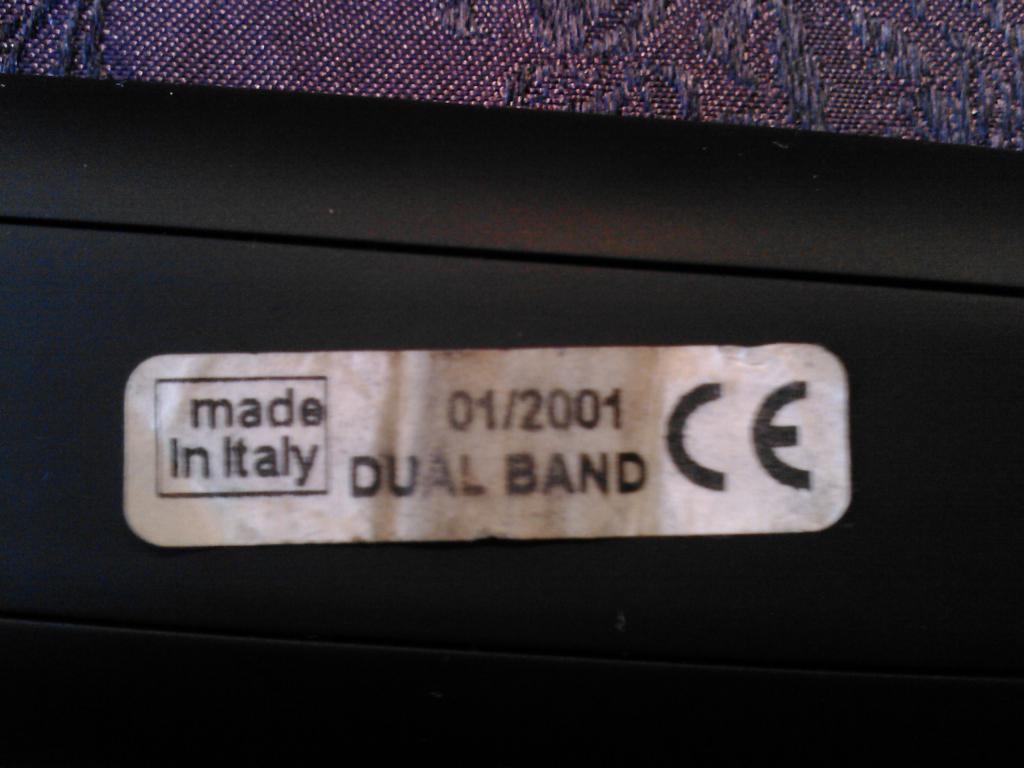 made
In Italy
01/2001
DUAL BAND
CE